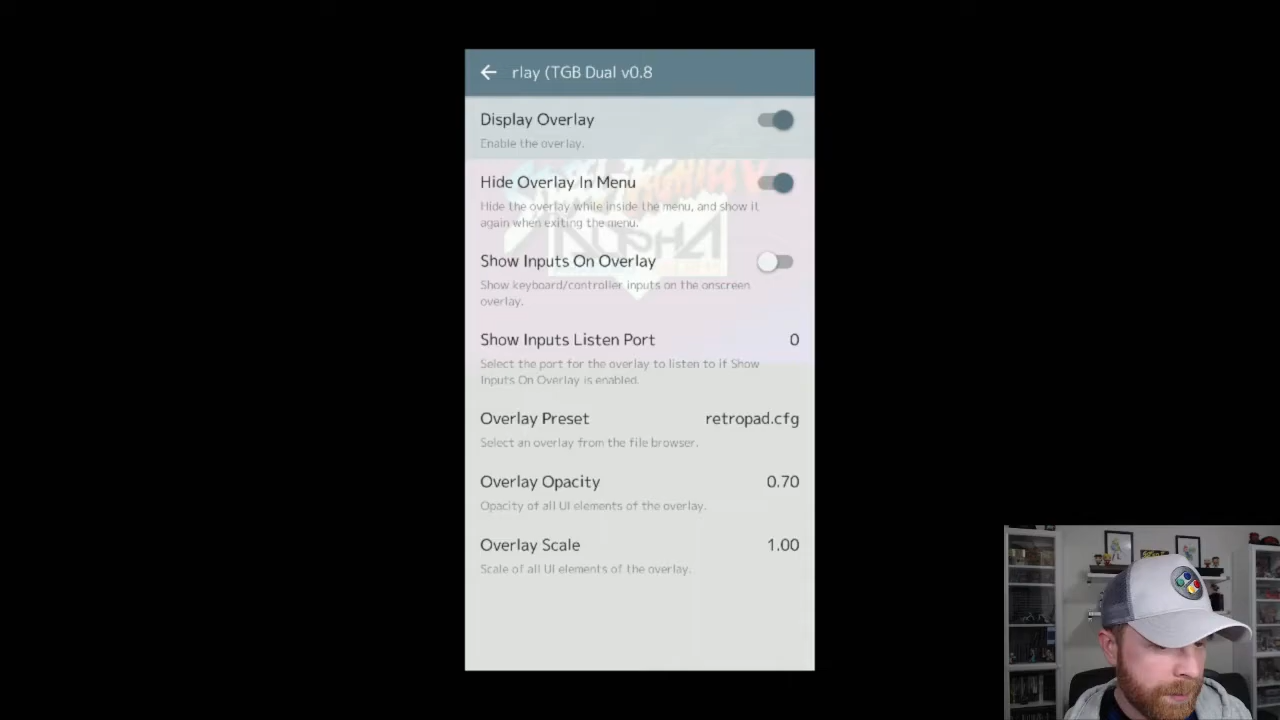 rlay (TGB Dual v0.8
Display Overlay
Enable the overlay.
Hide Overlay In Menu
Hide the overlay while inside the menu, and show it
again when exiting the menu.
Show Inputs On Overlay
Show keyboard/controller inputs on the onscreen
overlay.
Show Inputs Listen Port 0
Select the port for the overlay to listen to if Show
Inputs On Overlay is enabled.
Overlay Preset retropad.cfg
Select an overlay from the file browser.
Overlay Opacity 0.70
Opacity of all UI elements of the overlay.
Overlay Scale 1.00
Scale of all UI elements of the overlay.